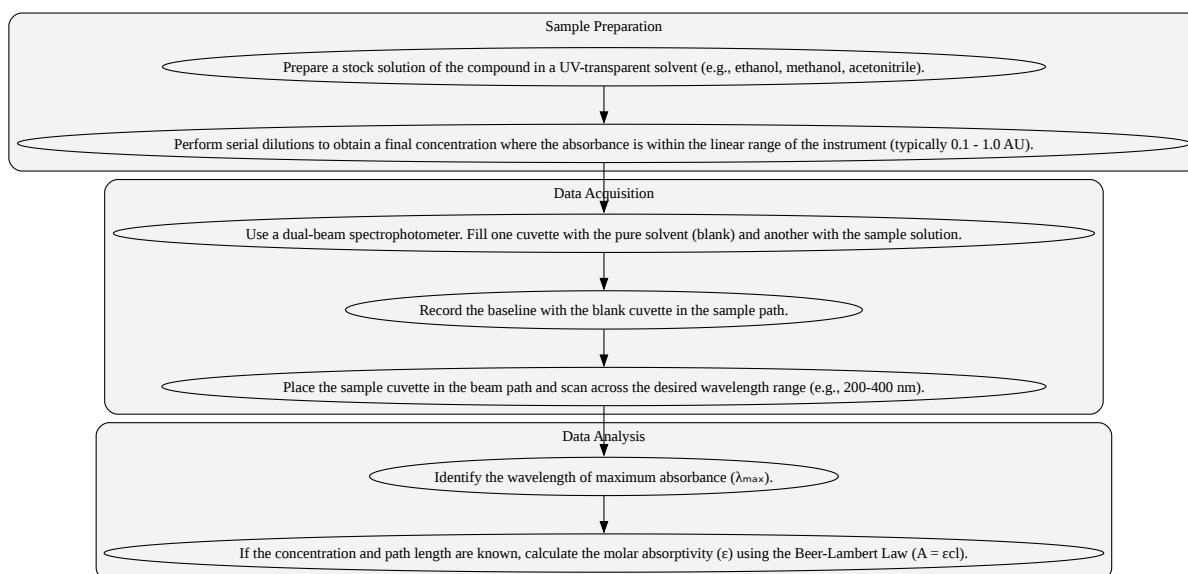 Sample Preparation
Prepare a stock solution of the compound in a UV-transparent solvent (e.g., ethanol, methanol, acetonitrile).
Perform serial dilutions to obtain a final concentration where the absorbance is within the linear range of the instrument (typically 0.1 - 1.0 AU).
Data Acquisition
Use a dual-beam spectrophotometer. Fill one cuvette with the pure solvent (blank) and another with the sample solution.
Record the baseline with the blank cuvette in the sample path.
Place the sample cuvette in the beam path and scan across the desired wavelength range (e.g., 200-400 nm).
Data Analysis
Identify the wavelength of maximum absorbance (λₘₐₓ).
If the concentration and path length are known, calculate the molar absorptivity (ε) using the Beer-Lambert Law (A = εcl).